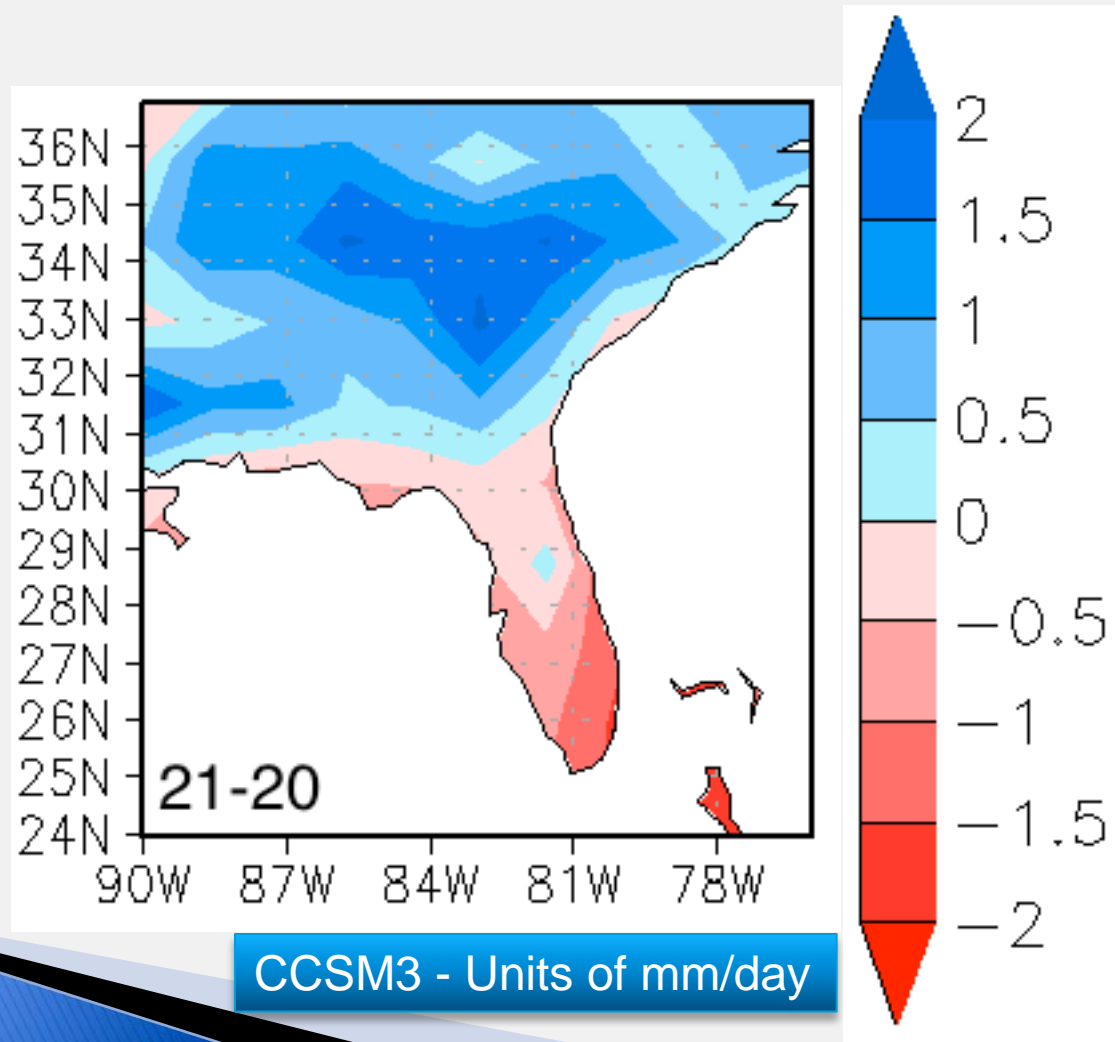 36N
35N
34N
33N
32N
31N
30N
29N
28N
27N
26N
25N
24N
21-20
90W 87W 84W 81W 78W
2
1.5
1
0.5
0
−0.5
−1
−1.5
−2
CCSM3 - Units of mm/day